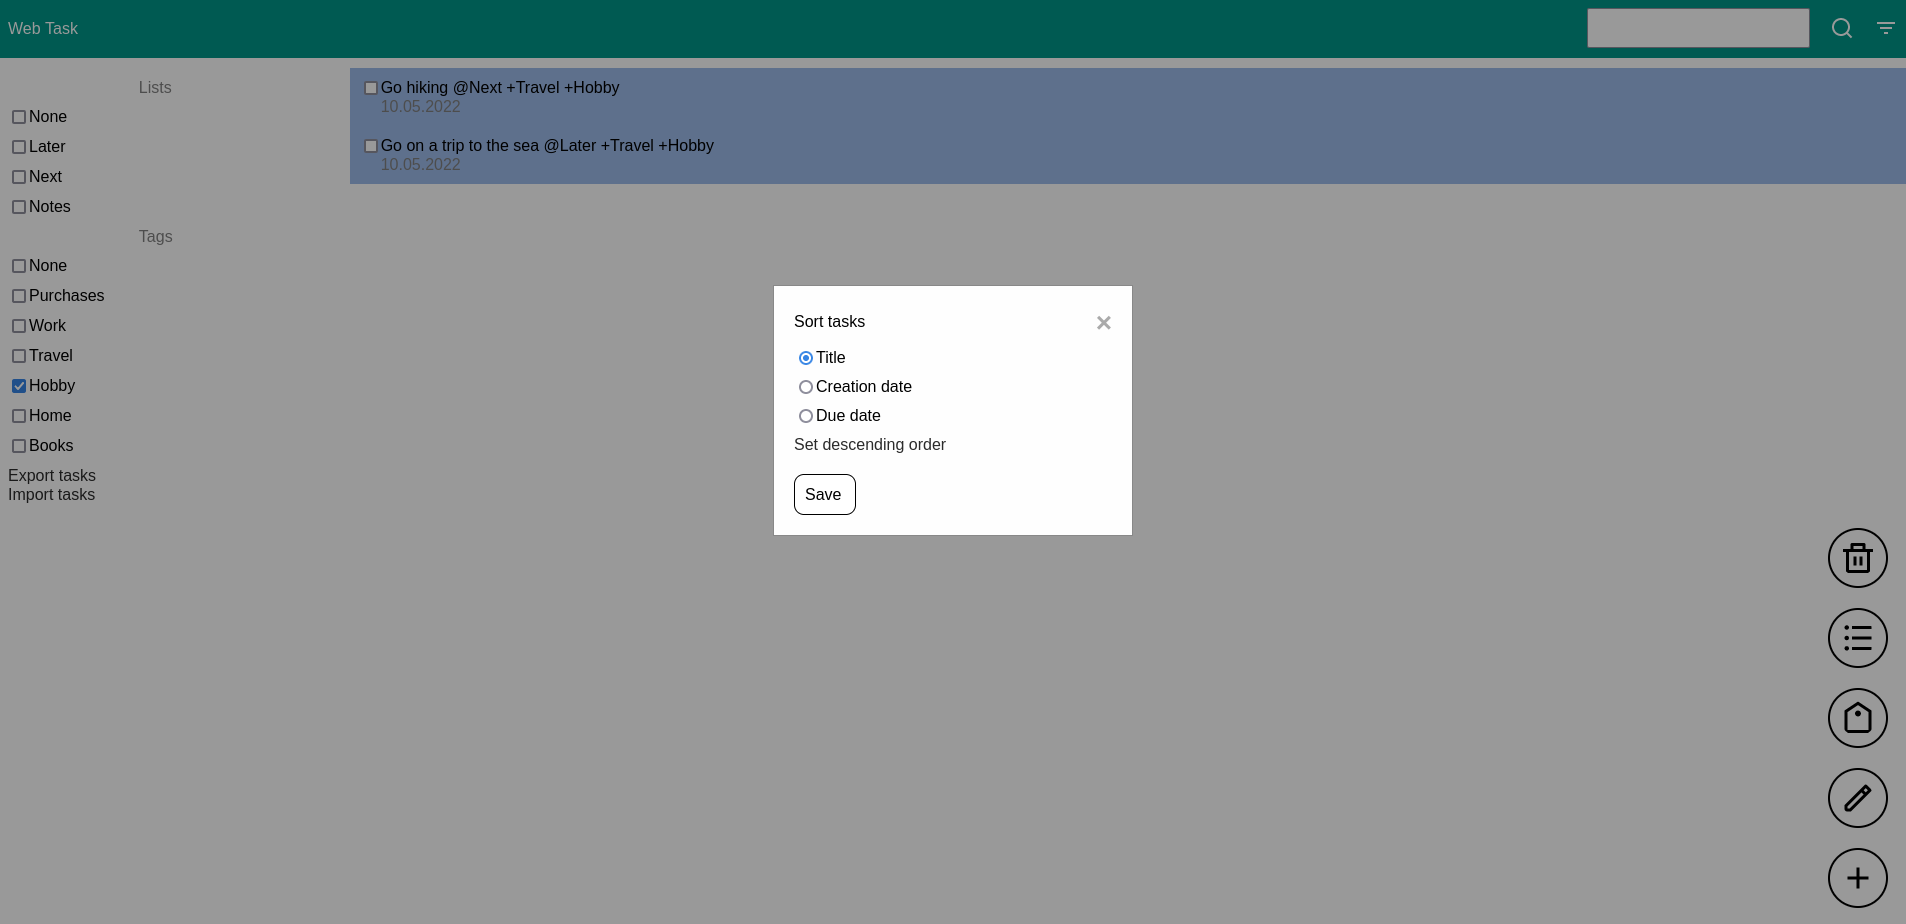 Web Task
Lists
None
Later
Next
Notes
Tags
None
Purchases
Work
Travel
Hobby
Home
Books
Export tasks
Import tasks
Go hiking @Next +Travel +Hobby
10.05.2022
Go on a trip to the sea @Later +Travel +Hobby
10.05.2022
Sort tasks
Title
Creation date
Due date
Set descending order
Save